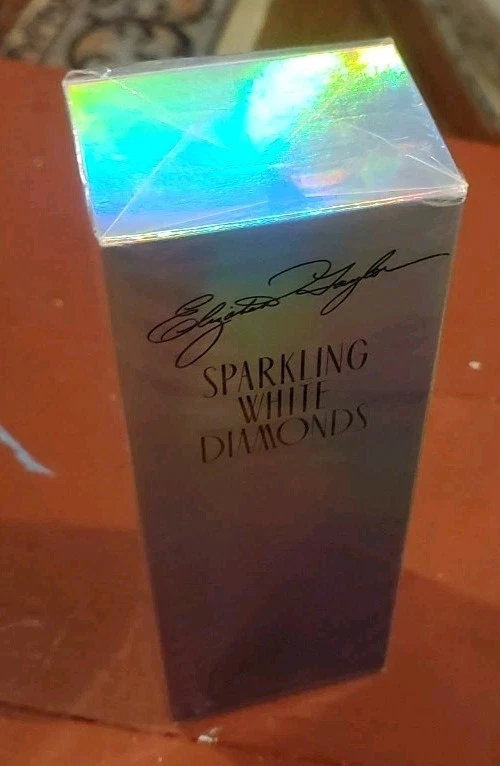 Elizabeth Taylor
SPARKLING
WHITE
DIAMONDS